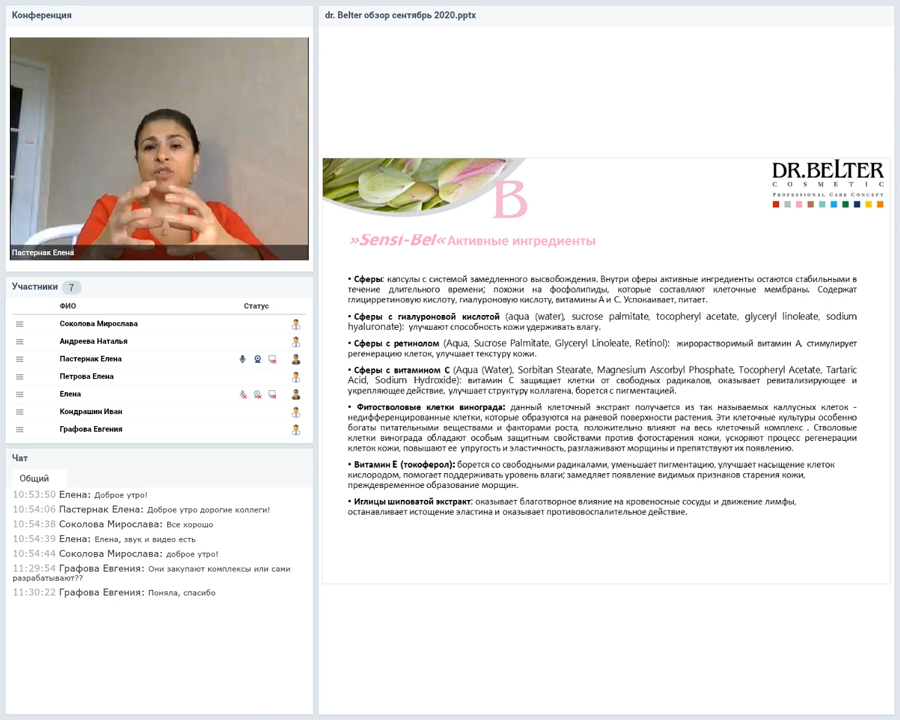 Конференция
Пастернак Елена
Участники 7
ФИО Статус
Соколова Мирослава
Андреева Наталья
Пастернак Елена
Петрова Елена
Елена
Кондрашин Иван
Графова Евгения
Чат
Общий
10:53:50 Елена: Доброе утро!
10:54:06 Пастернак Елена: Доброе утро дорогие коллеги!
10:54:38 Соколова Мирослава: Все хорошо
10:54:39 Елена: Елена, звук и видео есть
10:54:44 Соколова Мирослава: доброе утро!
11:29:54 Графова Евгения: Они закупают комплексы или сами
разрабатывают??
11:30:22 Графова Евгения: Поняла, спасибо
dr. Belter обзор сентябрь 2020.pptx
B
DR.BELTER
COSMETIC
PROFESSIONAL CARE CONCEPT
»Sensi-Bel« Активные ингредиенты
• Сферы: капсулы с системой замедленного высвобождения. Внутри сферы активные ингредиенты остаются стабильными в
течение длительного времени; похожи на фосфолипиды, которые составляют клеточные мембраны. Содержат
глицирретиновую кислоту, гиалуроновую кислоту, витамины А и С. Успокаивает, питает.
• Сферы с гиалуроновой кислотой (aqua (water), sucrose palmitate, tocopheryl acetate, glyceryl linoleate, sodium
hyaluronate): улучшают способность кожи удерживать влагу.
• Сферы с ретинолом (Aqua, Sucrose Palmitate, Glyceryl Linoleate, Retinol): жирорастворимый витамин А, стимулирует
регенерацию клеток, улучшает текстуру кожи.
• Сферы с витамином С (Aqua (Water), Sorbitan Stearate, Magnesium Ascorbyl Phosphate, Tocopheryl Acetate, Tartaric
Acid, Sodium Hydroxide): витамин С защищает клетки от свободных радикалов, оказывает ревитализирующее и
укрепляющее действие, улучшает структуру коллагена, борется с пигментацией.
• Фитостволовые клетки винограда: данный клеточный экстракт получается из так называемых каллусных клеток -
недифференцированные клетки, которые образуются на раневой поверхности растения. Эти клеточные культуры особенно
богаты питательными веществами и факторами роста, положительно влияют на весь клеточный комплекс . Стволовые
клетки винограда обладают особым защитным свойствами против фотостарения кожи, ускоряют процесс регенерации
клеток кожи, повышают ее упругость и эластичность, разглаживают морщины и препятствуют их появлению.
• Витамин Е (токоферол): борется со свободными радикалами, уменьшает пигментацию, улучшает насыщение клеток
кислородом, помогает поддерживать уровень влаги; замедляет появление видимых признаков старения кожи,
преждевременное образование морщин.
• Иглицы шиповатой экстракт: оказывает благотворное влияние на кровеносные сосуды и движение лимфы,
останавливает истощение эластина и оказывает противовоспалительное действие.